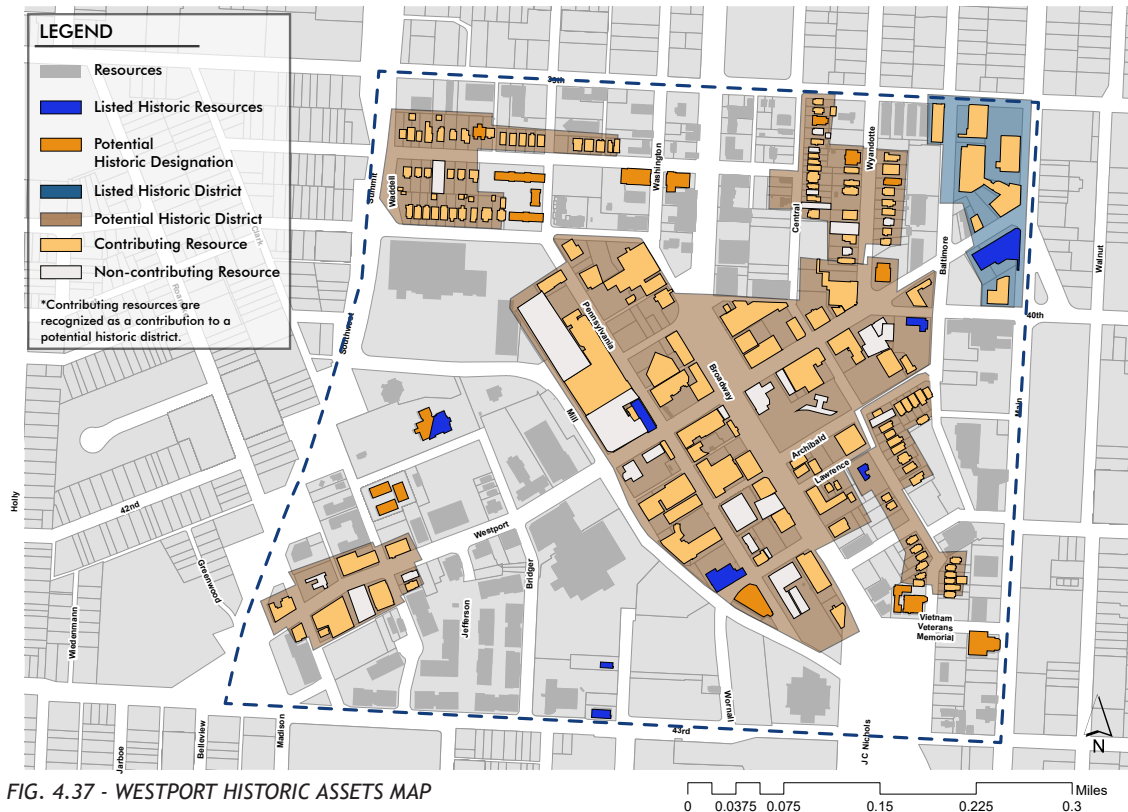 LEGEND
Resources
Listed Historic Resources
Potential
Historic Designation
Listed Historic District
Potential Historic District
Contributing Resource
Non-contributing Resource
*Contributing resources are
recognized as a contribution to a
potential historic district.
39th
Summit
Waddell
Washington
Central
Wyandotte
Baltimore
Walnut
Clark
40th
Southwest
Pennsylvania
Broadway
Mill
Main
Archibald
Lawrence
Holly
42nd
Westport
Bridger
Greenwood
Jefferson
Wiedenmann
Vietnam
Veterans
Memorial
Wornall
43rd
JC Nichols
Madison
Belleview
Jarboe
N
FIG. 4.37 - WESTPORT HISTORIC ASSETS MAP
Miles
0 0.0375 0.075 0.15 0.225 0.3